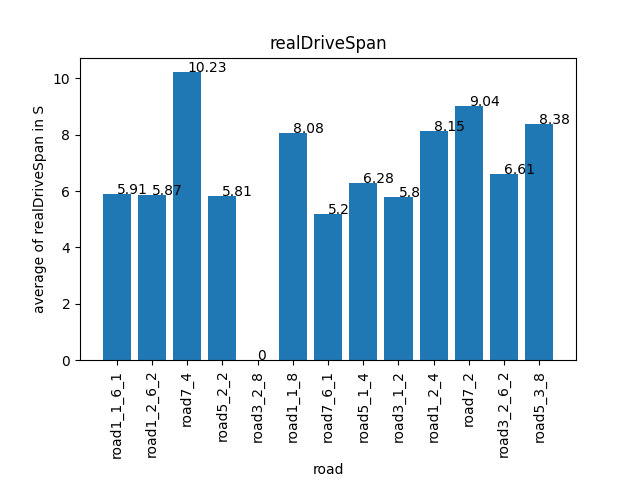 realDriveSpan
average of realDriveSpan in S
10
8
6
4
2
0
5.91
5.87
10.23
5.81
0
8.08
5.2
6.28
5.8
8.15
9.04
6.61
8.38
road1_1_6_1
road1_2_6_2
road7_4
road5_2_2
road3_2_8
road1_1_8
road7_6_1
road5_1_4
road3_1_2
road1_2_4
road7_2
road3_2_6_2
road5_3_8
road